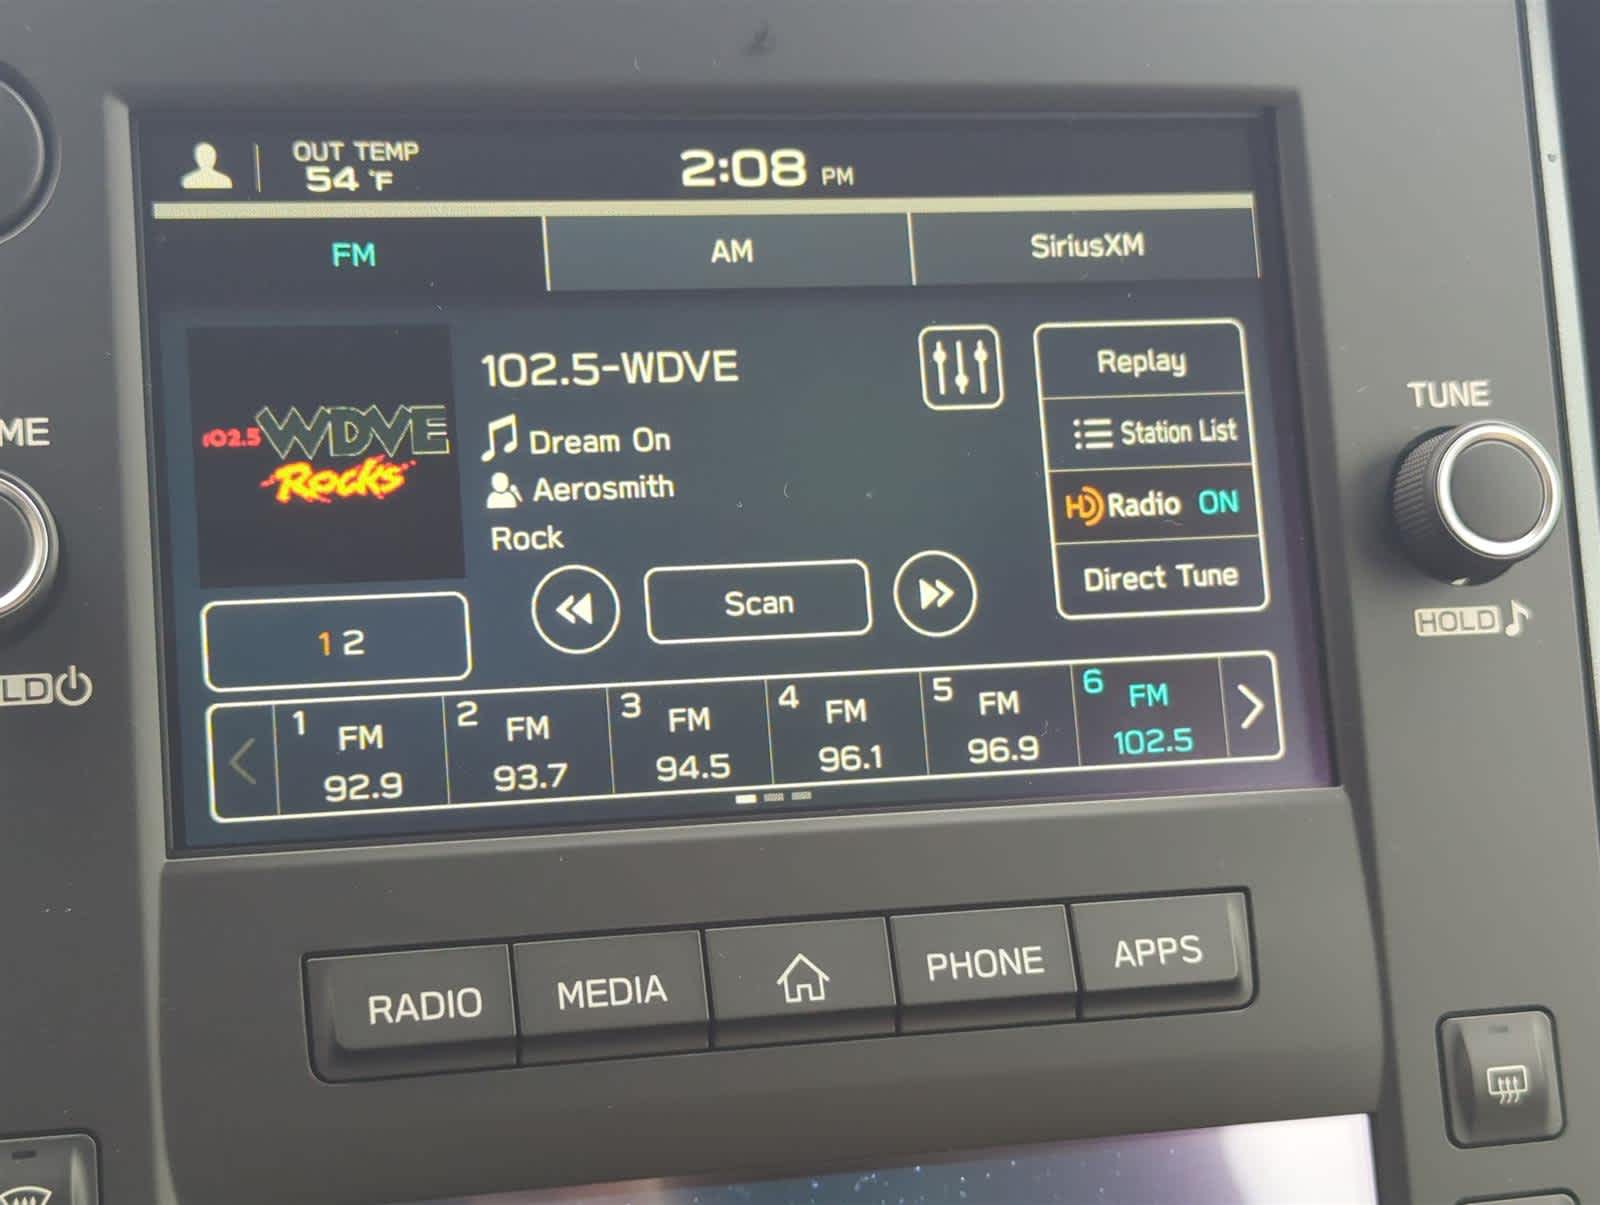 OUT TEMP
54 °F
2:08 PM
FM
AM
SiriusXM
102.5 WDVE
Rocks
102.5-WDVE
Dream On
Aerosmith
Rock
Replay
Station List
HD Radio ON
Direct Tune
1 2
Scan
1 FM 92.9
2 FM 93.7
3 FM 94.5
4 FM 96.1
5 FM 96.9
6 FM 102.5
ME
LD
TUNE
HOLD
RADIO
MEDIA
PHONE
APPS